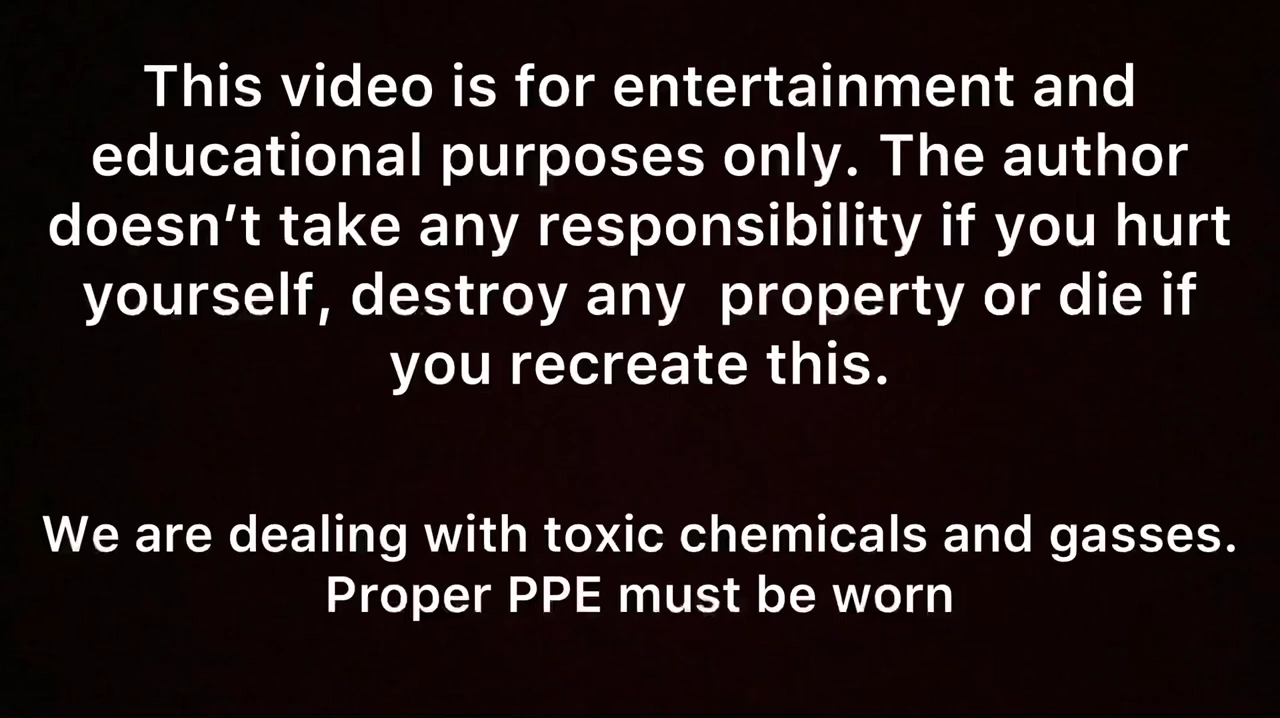 This video is for entertainment and
educational purposes only. The author
doesn’t take any responsibility if you hurt
yourself, destroy any  property or die if
you recreate this.
We are dealing with toxic chemicals and gasses.
Proper PPE must be worn